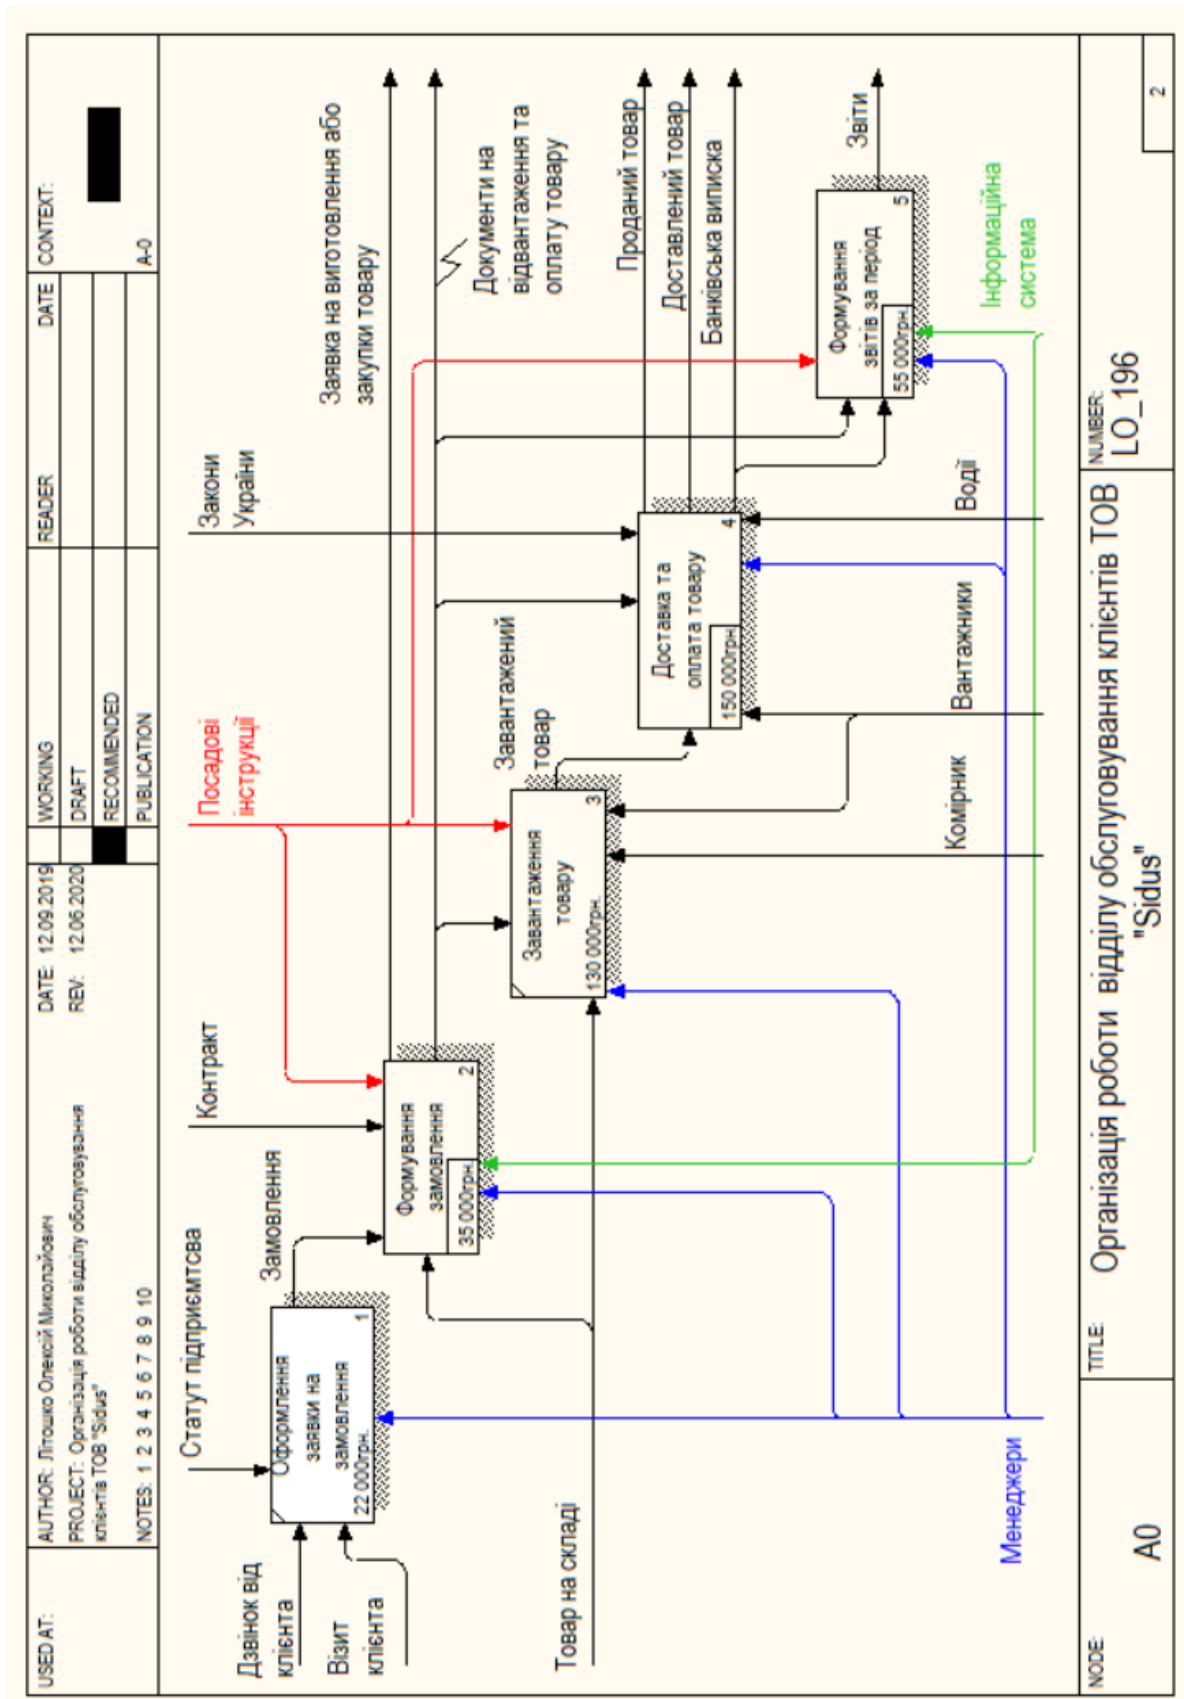 USED AT:
AUTHOR: Літошко Олексій Миколайович
PROJECT: Організація роботи відділу обслуговування
клієнтів ТОВ "Sidus"
NOTES: 1 2 3 4 5 6 7 8 9 10
DATE: 12.09.2019
REV: 12.06.2020
WORKING
DRAFT
RECOMMENDED
PUBLICATION
READER
DATE
CONTEXT:
A-0
Дзвінок від
клієнта
Візит
клієнта
Товар на складі
Статут підприємтсва
Контракт
Посадові
інструкції
Закони
України
Оформлення
заявки на
замовлення
22 000грн.
1
Замовлення
Формування
замовлення
35 000грн.
2
Завантаження
товару
130 000грн.
3
Завантажений
товар
Доставка та
оплата товару
150 000грн.
4
Формування
звітів за період
55 000грн.
5
Заявка на виготовлення або
закупки товару
Документи на
відвантаження та
оплату товару
Проданий товар
Доставлений товар
Банківська виписка
Звіти
Менеджери
Комірник
Вантажники
Водії
Інформаційна
система
NODE:
A0
TITLE:
Організація роботи відділу обслуговування клієнтів ТОВ
"Sidus"
NUMBER:
LO_196
2